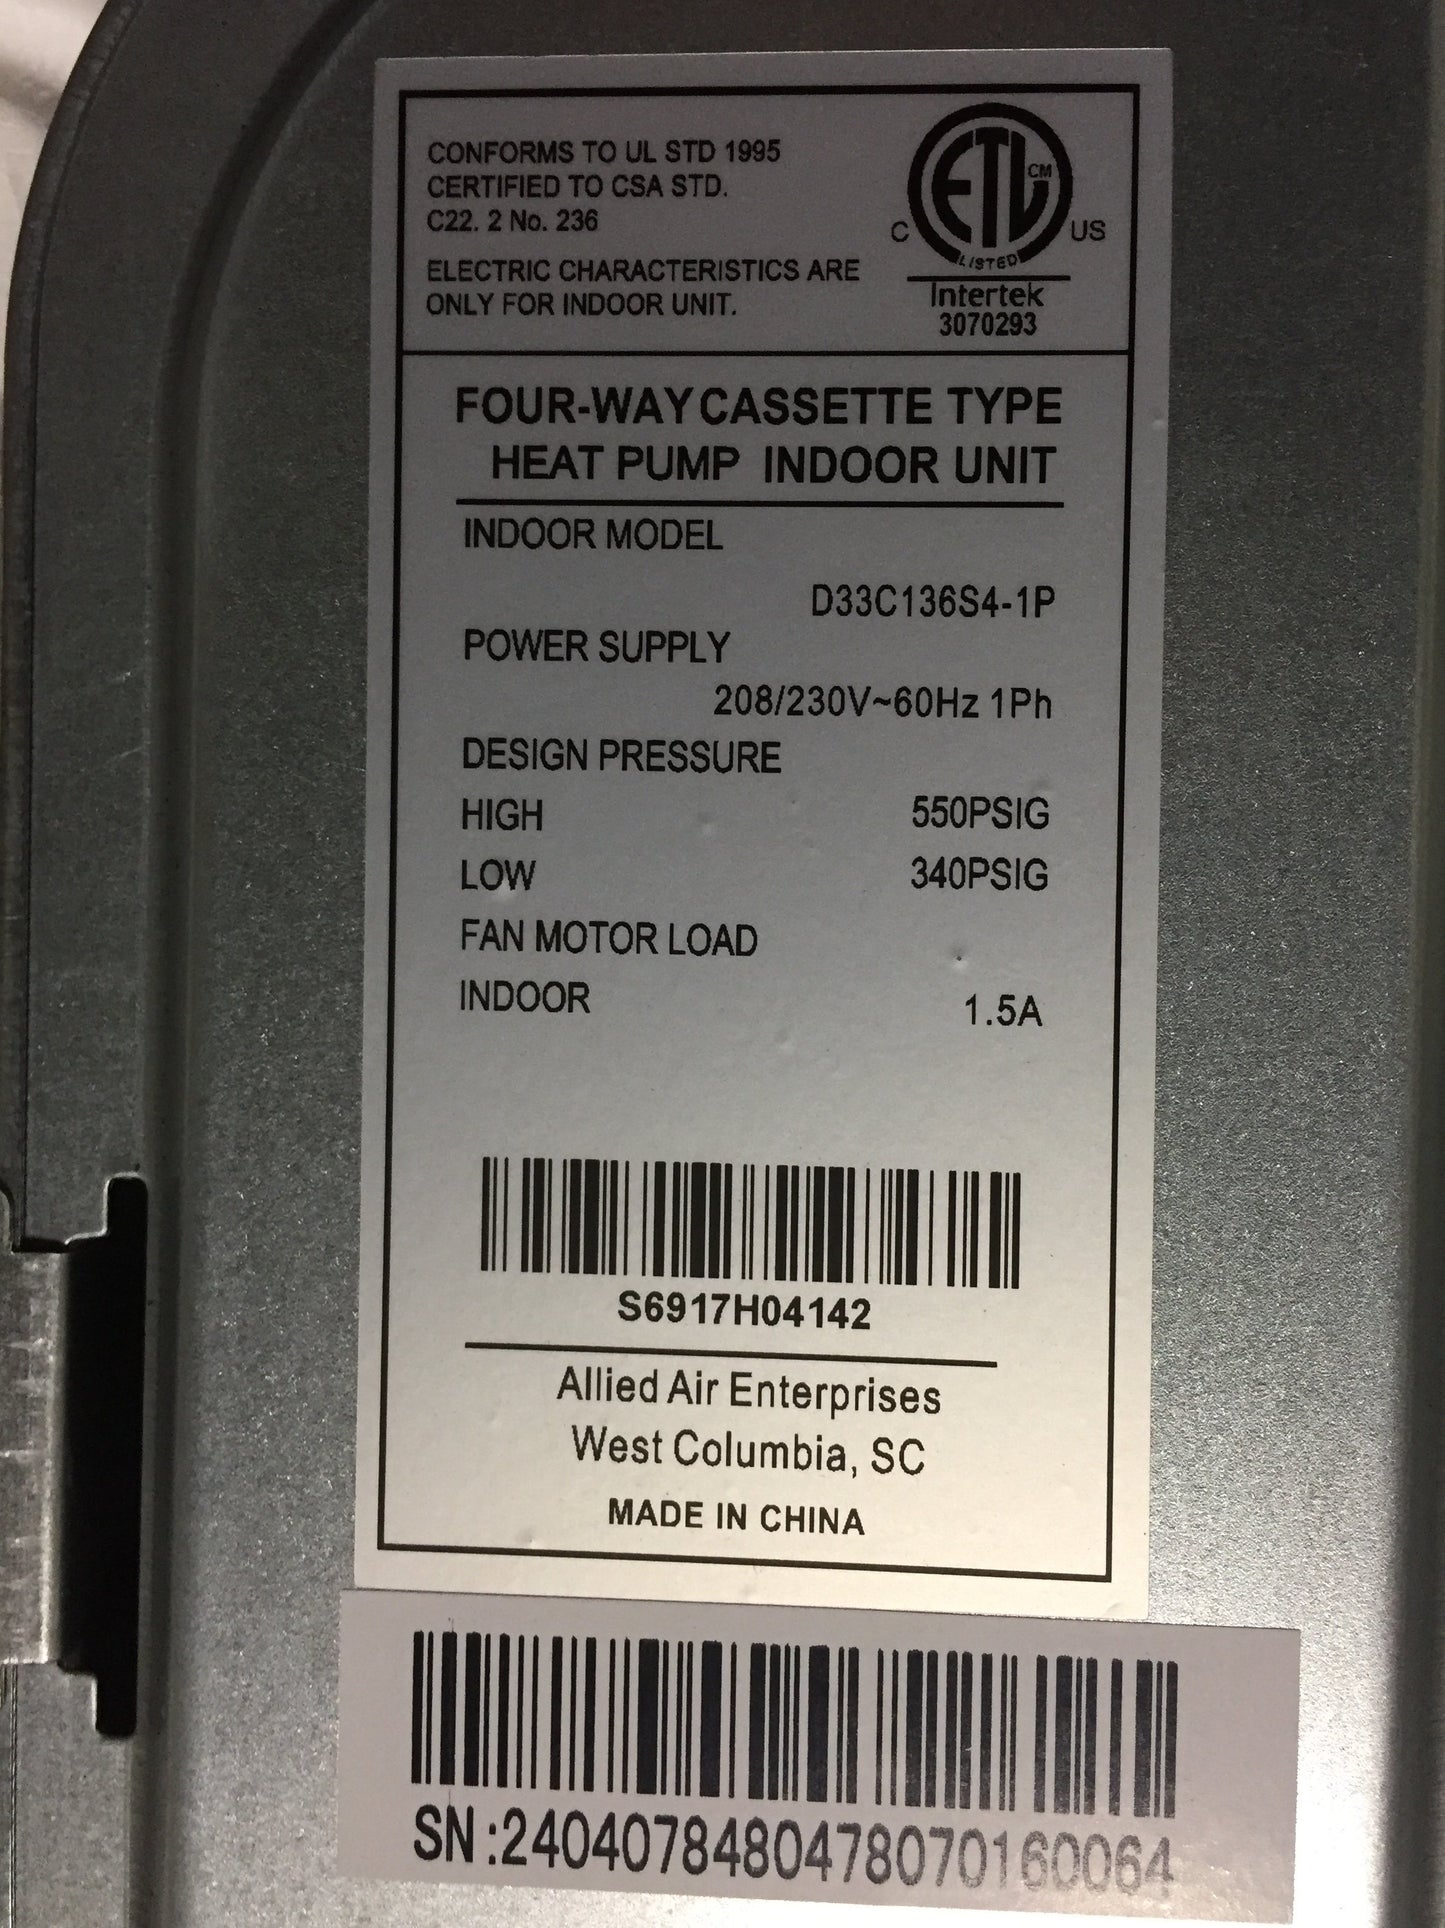 CONFORMS TO UL STD 1995
CERTIFIED TO CSA STD.
C22. 2 No. 236
ELECTRIC CHARACTERISTICS ARE
ONLY FOR INDOOR UNIT.
ETL CM
C US
LISTED
Intertek
3070293
FOUR-WAY CASSETTE TYPE
HEAT PUMP INDOOR UNIT
INDOOR MODEL
D33C136S4-1P
POWER SUPPLY
208/230V~60Hz 1Ph
DESIGN PRESSURE
HIGH 550PSIG
LOW 340PSIG
FAN MOTOR LOAD
INDOOR 1.5A
S6917H04142
Allied Air Enterprises
West Columbia, SC
MADE IN CHINA
SN:2404078480478070160064